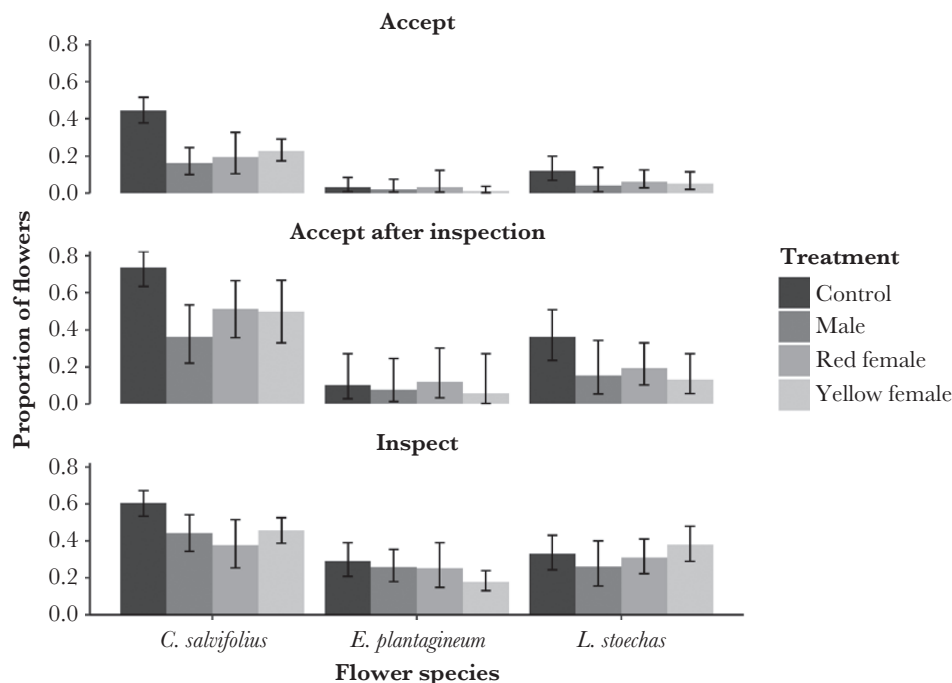 Accept
0.8
0.6
0.4
0.2
0.0
Accept after inspection
0.8
0.6
0.4
0.2
0.0
Inspect
0.8
0.6
0.4
0.2
0.0
Proportion of flowers
C. salvifolius E. plantagineum L. stoechas
Flower species
Treatment
Control
Male
Red female
Yellow female